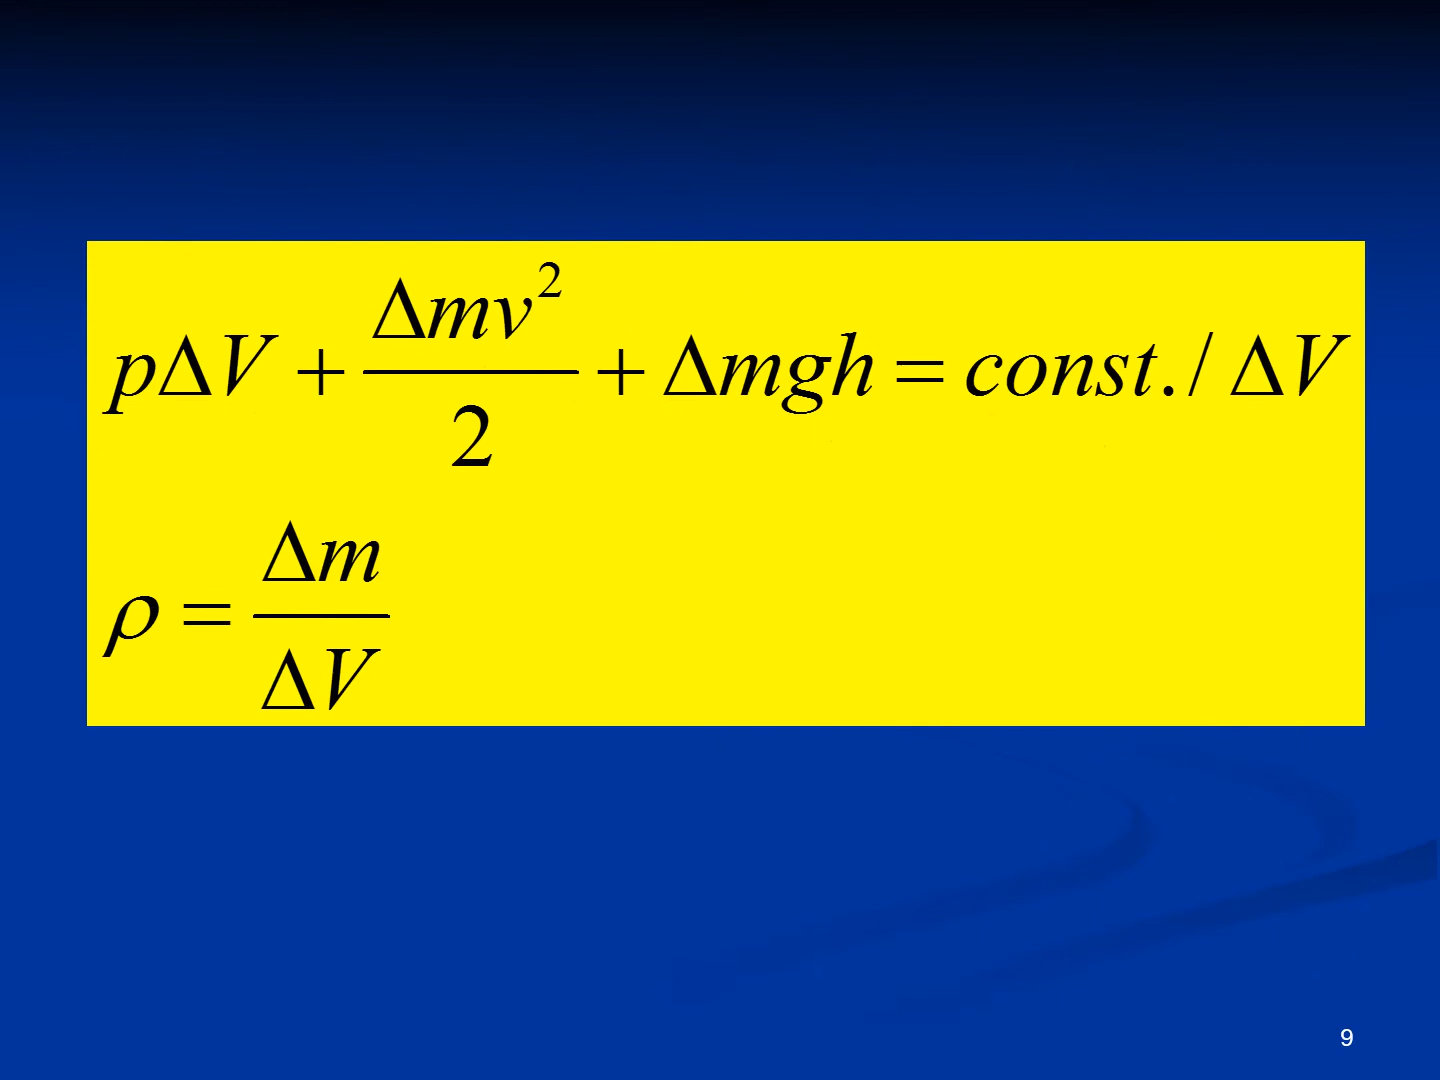 pΔV + Δmv²/2 + Δmgh = const. / ΔV
ρ = Δm/ΔV
9